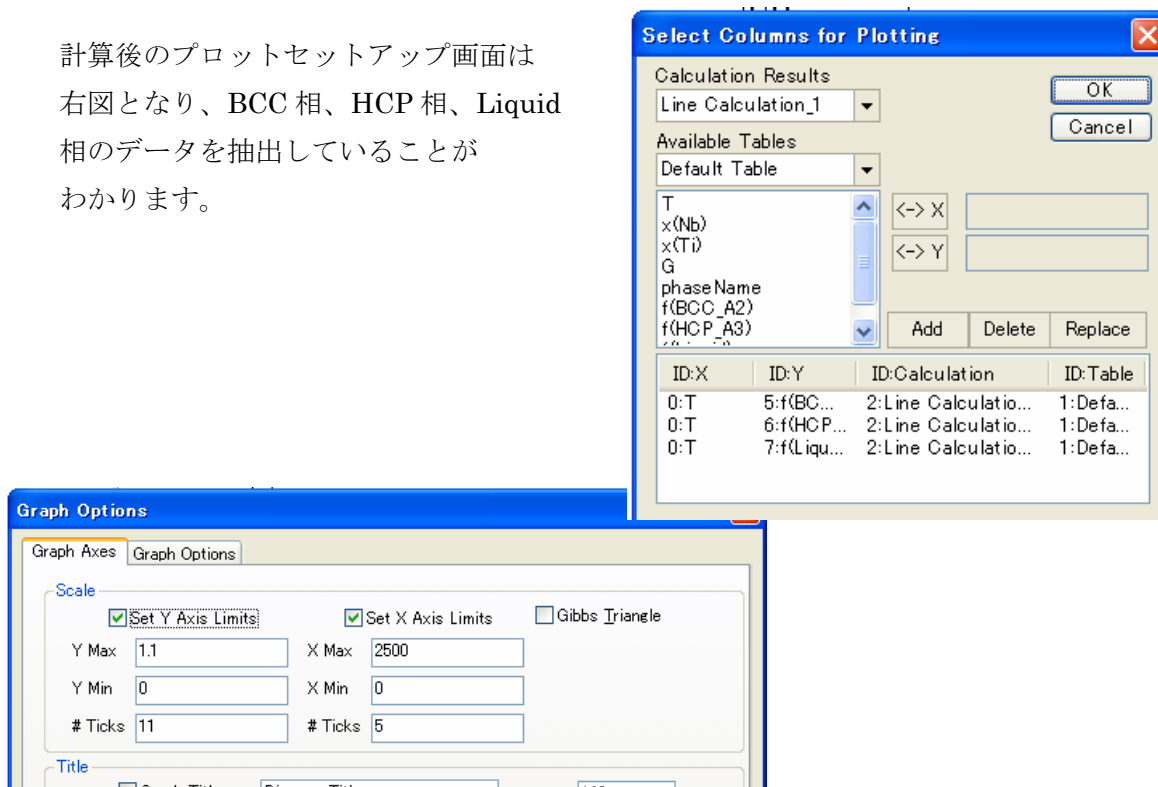 計算後のプロットセットアップ画面は
右図となり、BCC 相、HCP 相、Liquid
相のデータを抽出していることが
わかります。
Select Columns for Plotting
Calculation Results
Line Calculation_1
OK
Cancel
Available Tables
Default Table
T
x(Nb)
x(Ti)
G
phaseName
f(BCC_A2)
f(HCP_A3)
<-> X
<-> Y
Add Delete Replace
ID:X ID:Y ID:Calculation ID:Table
0:T 5:f(BC... 2:Line Calculatio... 1:Defa...
0:T 6:f(HCP... 2:Line Calculatio... 1:Defa...
0:T 7:f(Liqu... 2:Line Calculatio... 1:Defa...
Graph Options
Graph Axes Graph Options
Scale
Set Y Axis Limits Set X Axis Limits Gibbs Triangle
Y Max 1.1 X Max 2500
Y Min 0 X Min 0
# Ticks 11 # Ticks 5
Title